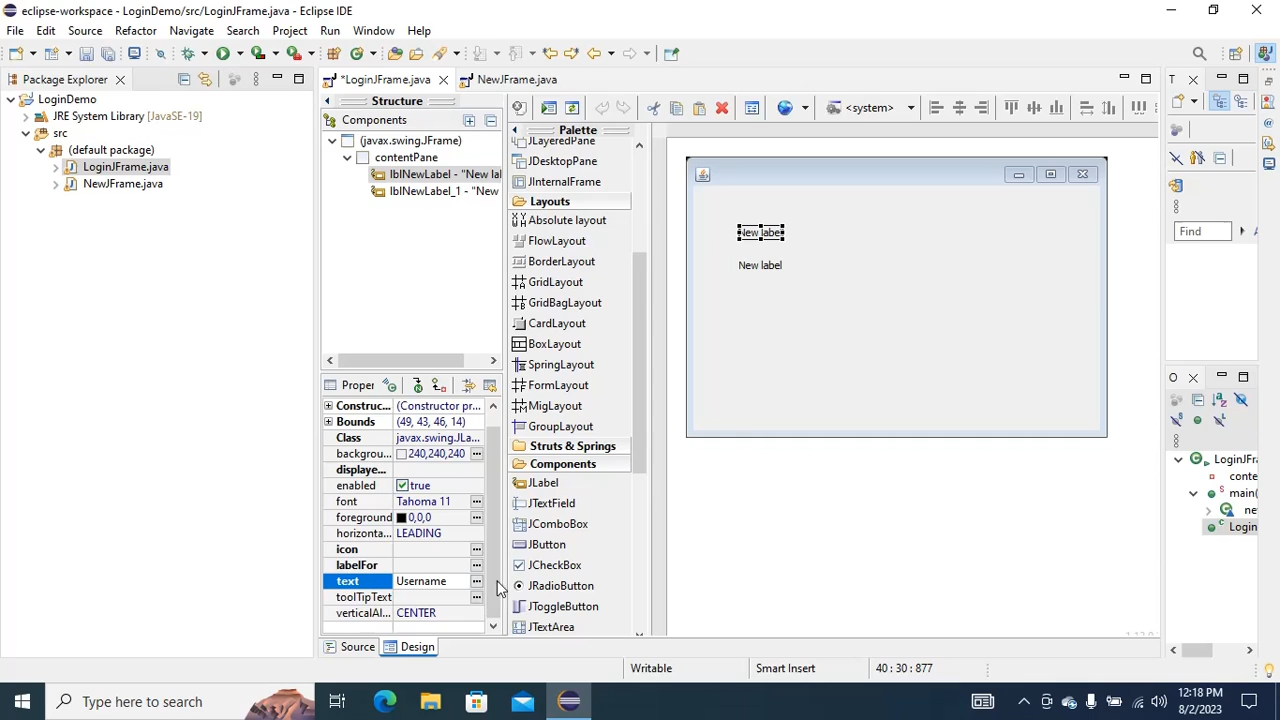 eclipse-workspace - LoginDemo/src/LoginJFrame.java - Eclipse IDE
File Edit Source Refactor Navigate Search Project Run Window Help
Package Explorer
*LoginJFrame.java NewJFrame.java
LoginDemo
JRE System Library [JavaSE-19]
src
(default package)
LoginJFrame.java
NewJFrame.java
Structure
Components
(javax.swing.JFrame)
contentPane
lblNewLabel - "New lal
lblNewLabel_1 - "New
Proper
Construc... (Constructor pr...
Bounds (49, 43, 46, 14)
Class javax.swing.JLa...
backgrou... 240,240,240
displaye...
enabled true
font Tahoma 11
foreground 0,0,0
horizonta... LEADING
icon
labelFor
text Username
toolTipText
verticalAl... CENTER
Source Design
Palette
JLayeredPane
JDesktopPane
JInternalFrame
Layouts
Absolute layout
FlowLayout
BorderLayout
GridLayout
GridBagLayout
CardLayout
BoxLayout
SpringLayout
FormLayout
MigLayout
GroupLayout
Struts & Springs
Components
JLabel
JTextField
JComboBox
JButton
JCheckBox
JRadioButton
JToggleButton
JTextArea
<system>
New label
New label
T
Find
O
LoginJF
conte
main(
ne
Login
Writable Smart Insert 40 : 30 : 877
Type here to search
12:18 PM
8/2/2023